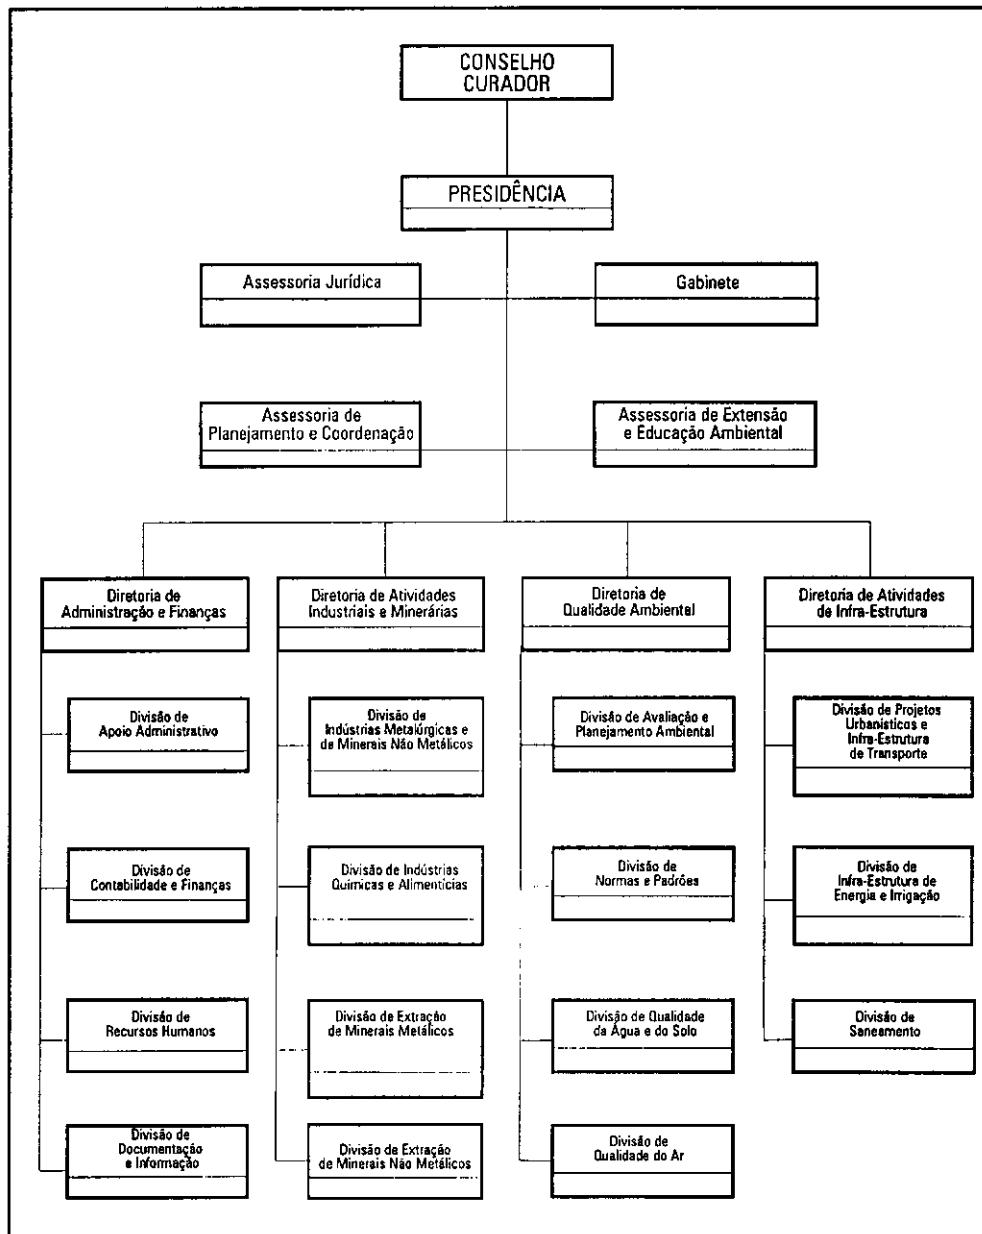 CONSELHO
CURADOR
PRESIDÊNCIA
Assessoria Jurídica
Gabinete
Assessoria de
Planejamento e Coordenação
Assessoria de Extensão
e Educação Ambiental
Diretoria de
Administração e Finanças
Diretoria de Atividades
Industriais e Minerárias
Diretoria de
Qualidade Ambiental
Diretoria de Atividades
de Infra-Estrutura
Divisão de
Apoio Administrativo
Divisão de
Indústrias Metalúrgicas e
de Minerais Não Metálicos
Divisão de Avaliação e
Planejamento Ambiental
Divisão de Projetos
Urbanísticos e
Infra-Estrutura
de Transporte
Divisão de
Contabilidade e Finanças
Divisão de Indústrias
Químicas e Alimentícias
Divisão de
Normas e Padrões
Divisão de
Infra-Estrutura de
Energia e Irrigação
Divisão de
Recursos Humanos
Divisão de Extração
de Minerais Metálicos
Divisão de Qualidade
da Água e do Solo
Divisão de
Saneamento
Divisão de
Documentação
e Informação
Divisão de Extração
de Minerais Não Metálicos
Divisão de
Qualidade do Ar